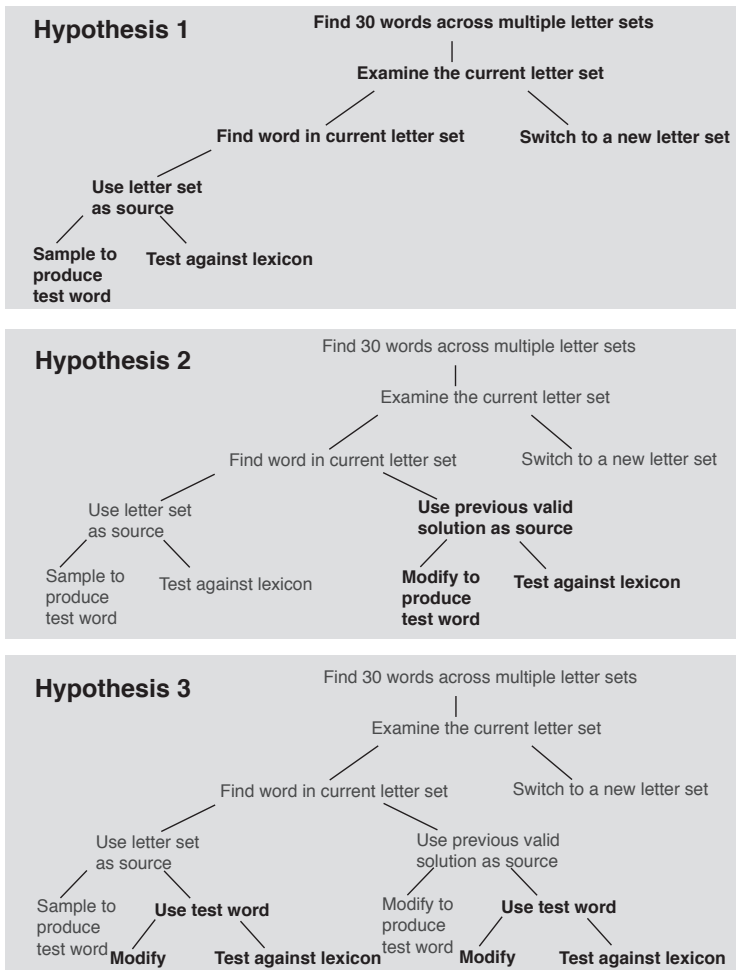 Hypothesis 1
Find 30 words across multiple letter sets
Examine the current letter set
Find word in current letter set
Switch to a new letter set
Use letter set
as source
Sample to
produce
test word
Test against lexicon
Hypothesis 2
Find 30 words across multiple letter sets
Examine the current letter set
Find word in current letter set
Switch to a new letter set
Use letter set
as source
Use previous valid
solution as source
Sample to
produce
test word
Test against lexicon
Modify to
produce
test word
Test against lexicon
Hypothesis 3
Find 30 words across multiple letter sets
Examine the current letter set
Find word in current letter set
Switch to a new letter set
Use letter set
as source
Use previous valid
solution as source
Sample to
produce
test word
Use test word
Modify
Test against lexicon
Modify to
produce
test word
Use test word
Modify
Test against lexicon